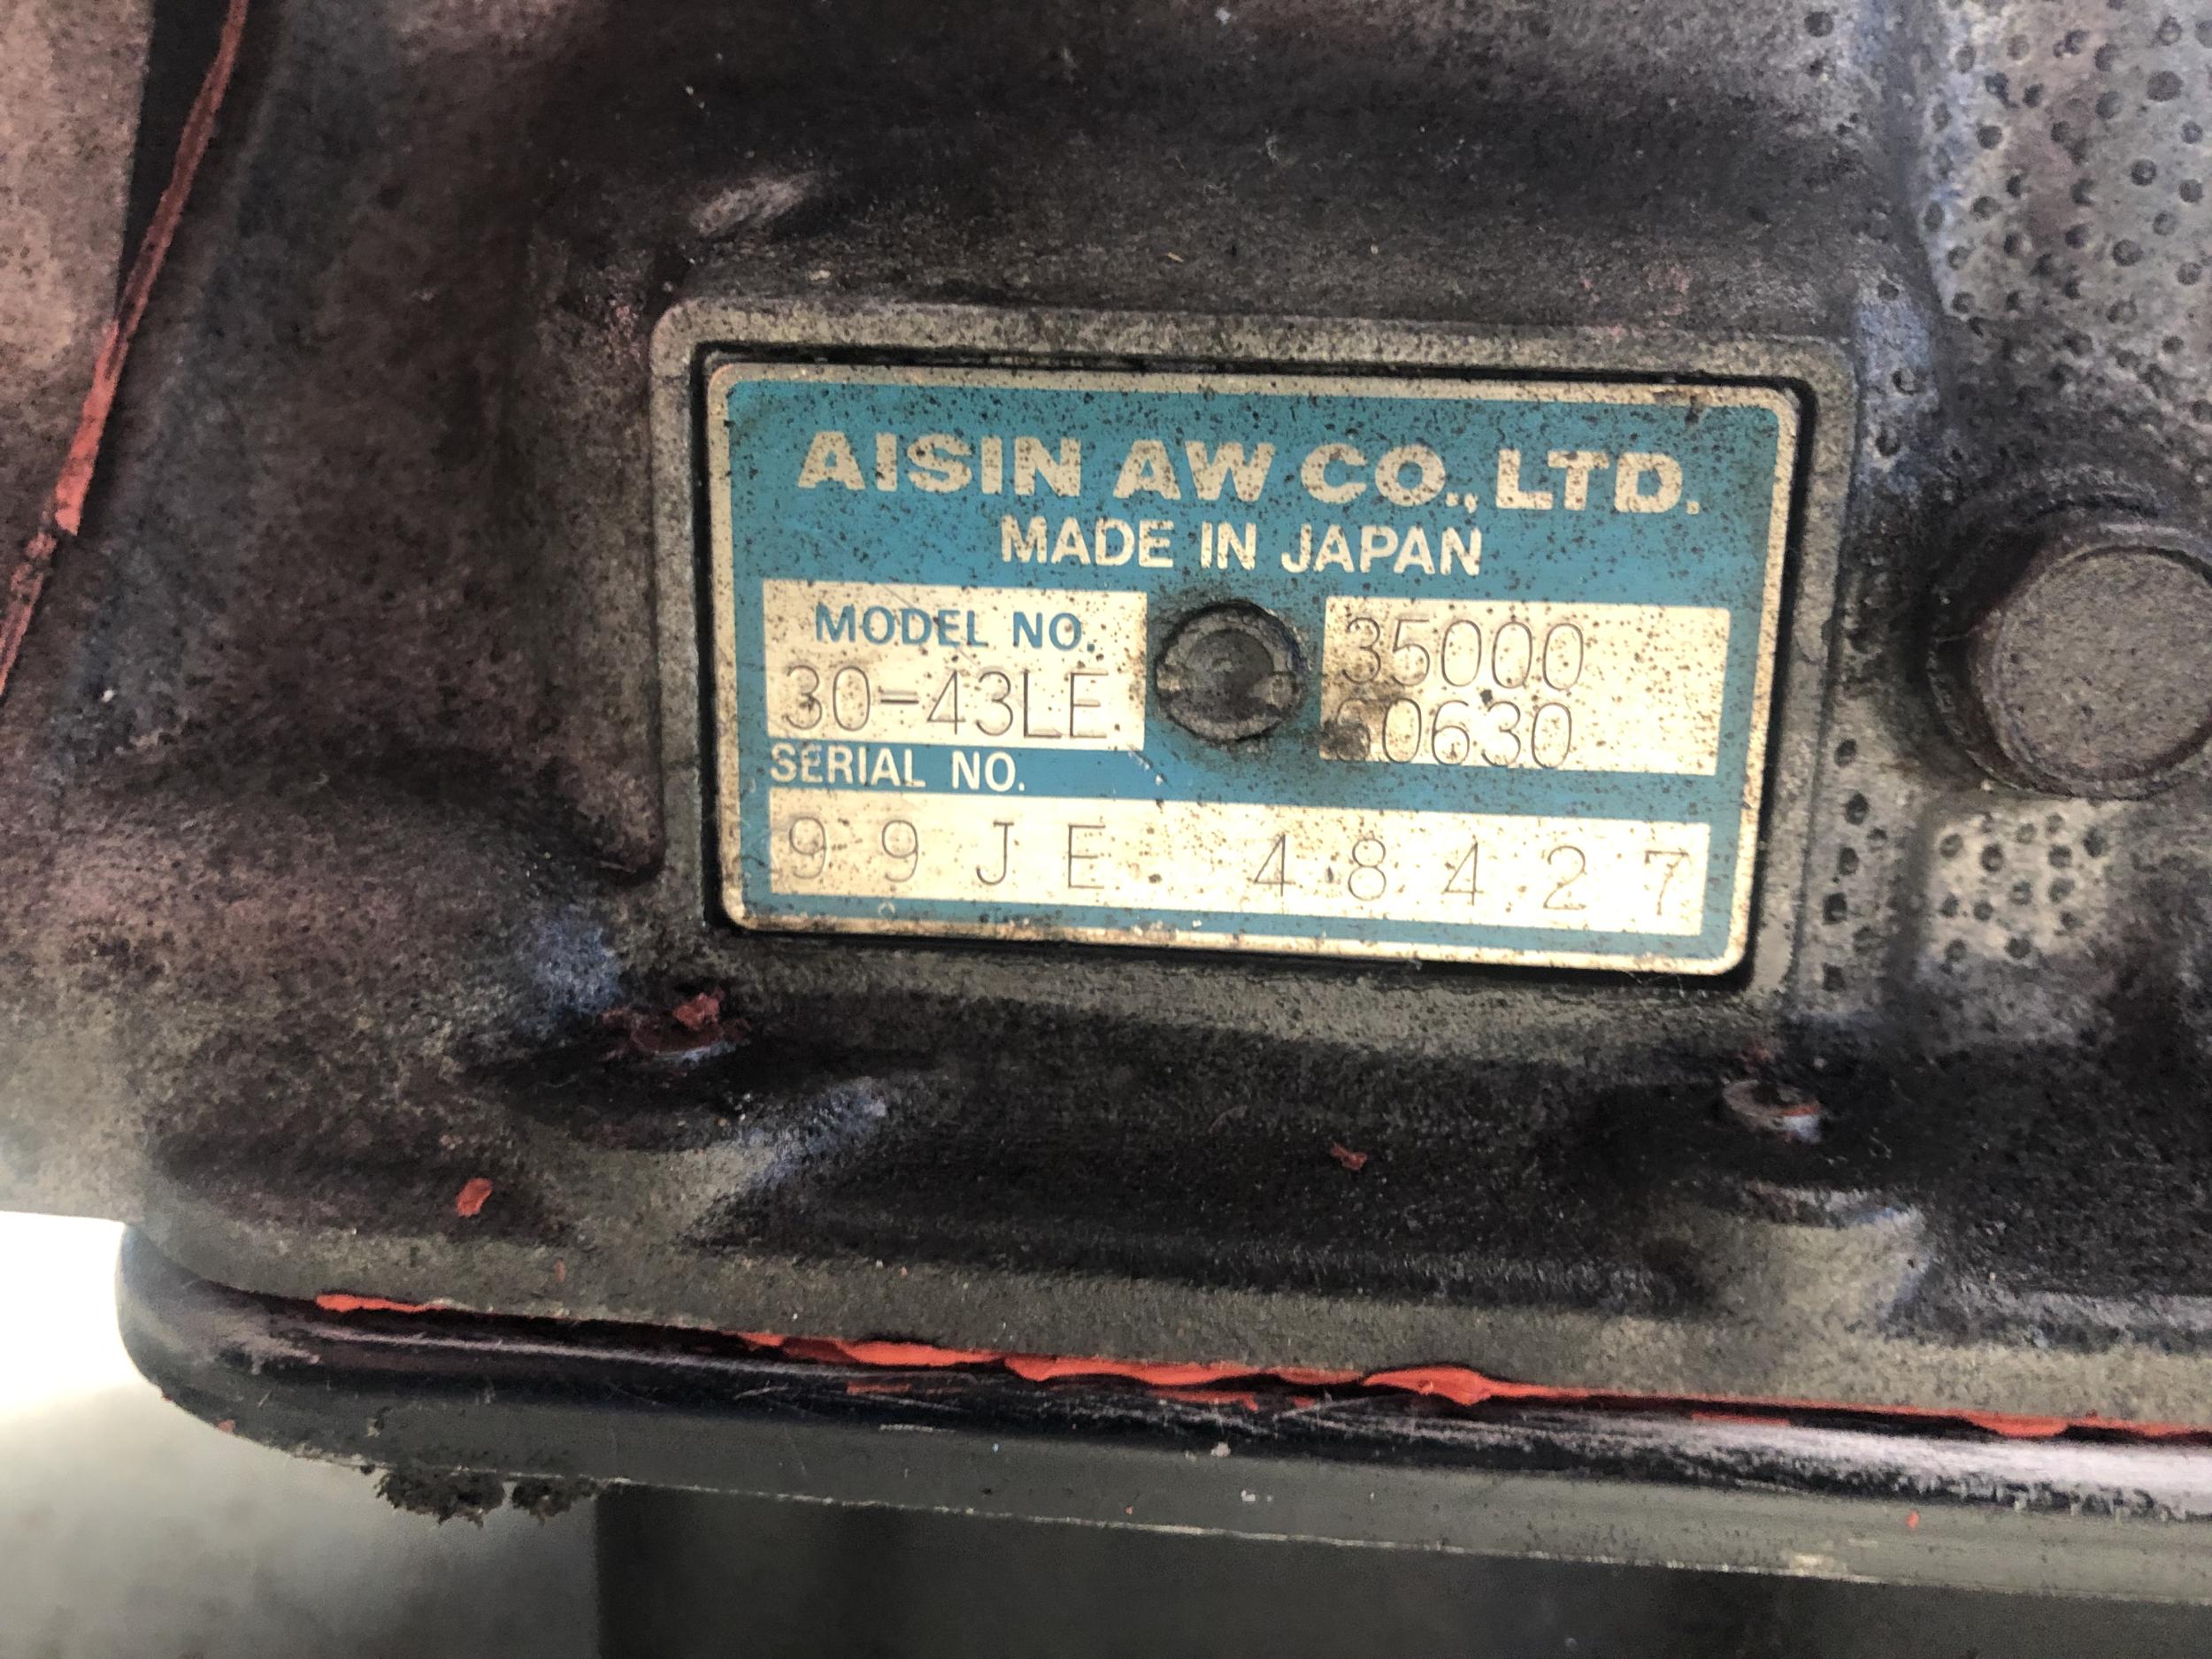 AISIN AW CO., LTD.
MADE IN JAPAN
MODEL NO.
30-43LE
35000
60630
SERIAL NO.
99JE 48427